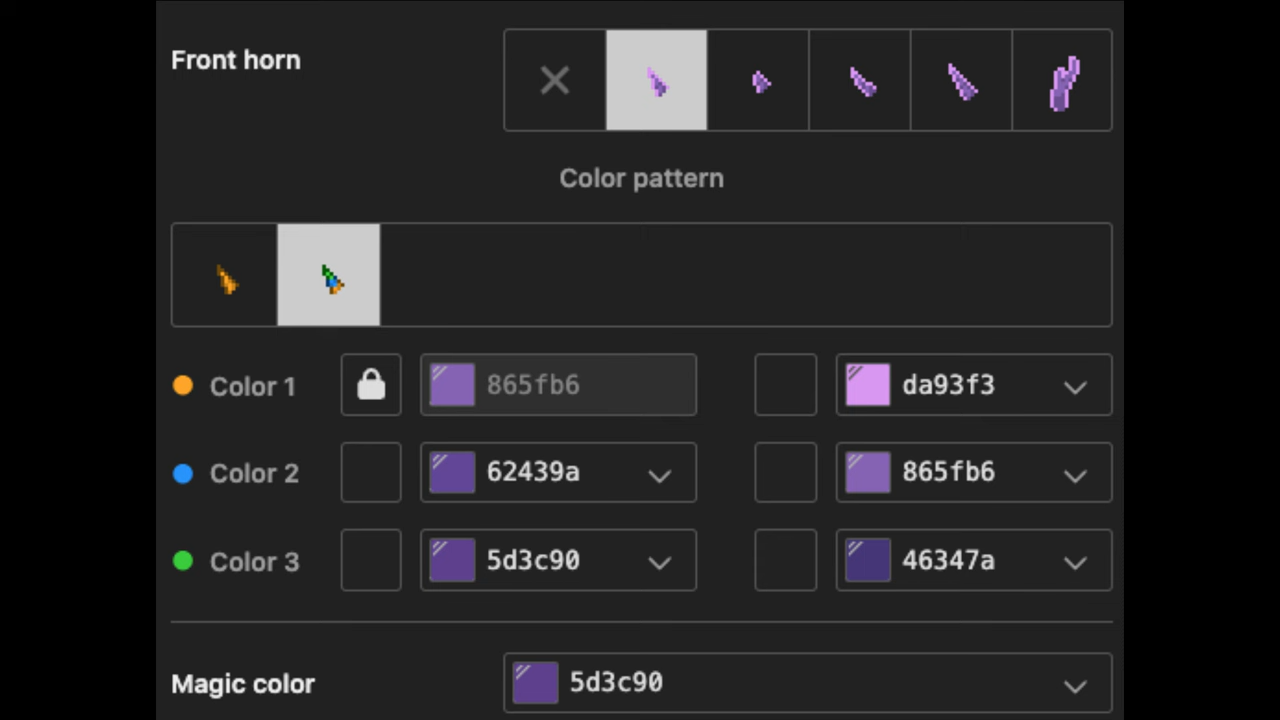 Front horn
Color pattern
Color 1 865fb6 da93f3
Color 2 62439a 865fb6
Color 3 5d3c90 46347a
Magic color 5d3c90